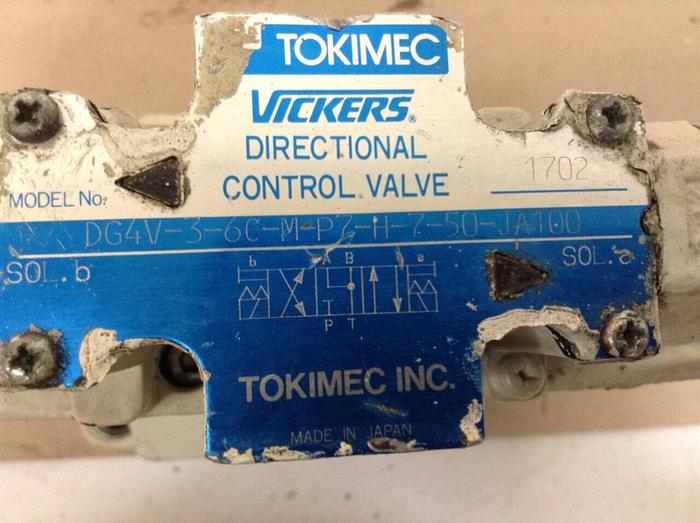 TOKIMEC
VICKERS®
DIRECTIONAL
CONTROL VALVE
1702
MODEL No.
DG4V-3-6C-M-P7-H-7-50-JA100
SOL.b
SOL.a
b A B a
T
P T
TOKIMEC INC.
MADE IN JAPAN